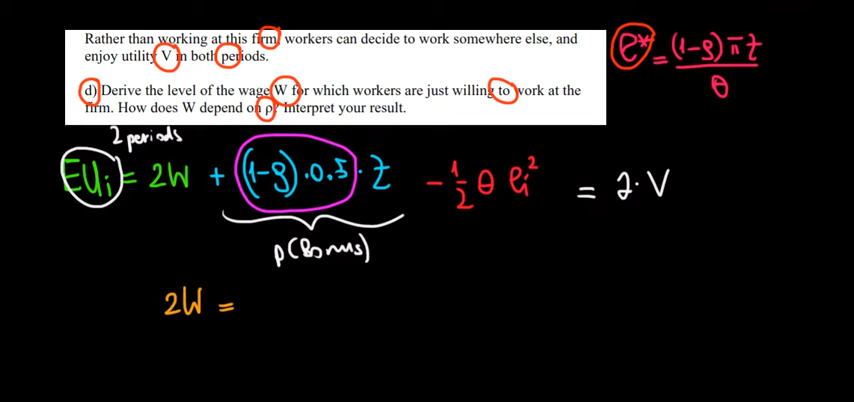 Rather than working at this firm, workers can decide to work somewhere else, and
enjoy utility V in both periods.
d) Derive the level of the wage W for which workers are just willing to work at the
firm. How does W depend on ρ? Interpret your result.
e* = (1-ρ) π̄ z / θ
2 periods
EUi = 2W + (1-ρ)·0.5·Z - 1/2 θ ei² = 2·V
p(Bonus)
2W =